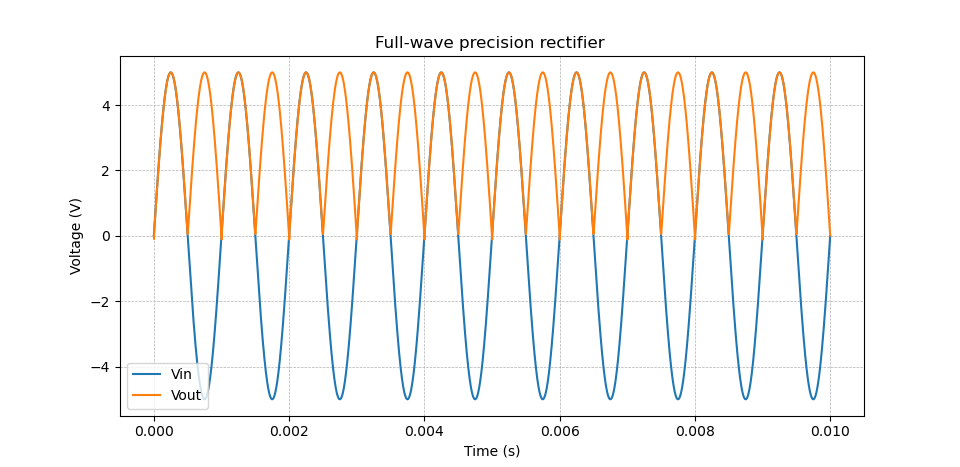 Full-wave precision rectifier
Voltage (V)
4
2
0
−2
−4
Vin
Vout
0.000
0.002
0.004
0.006
0.008
0.010
Time (s)